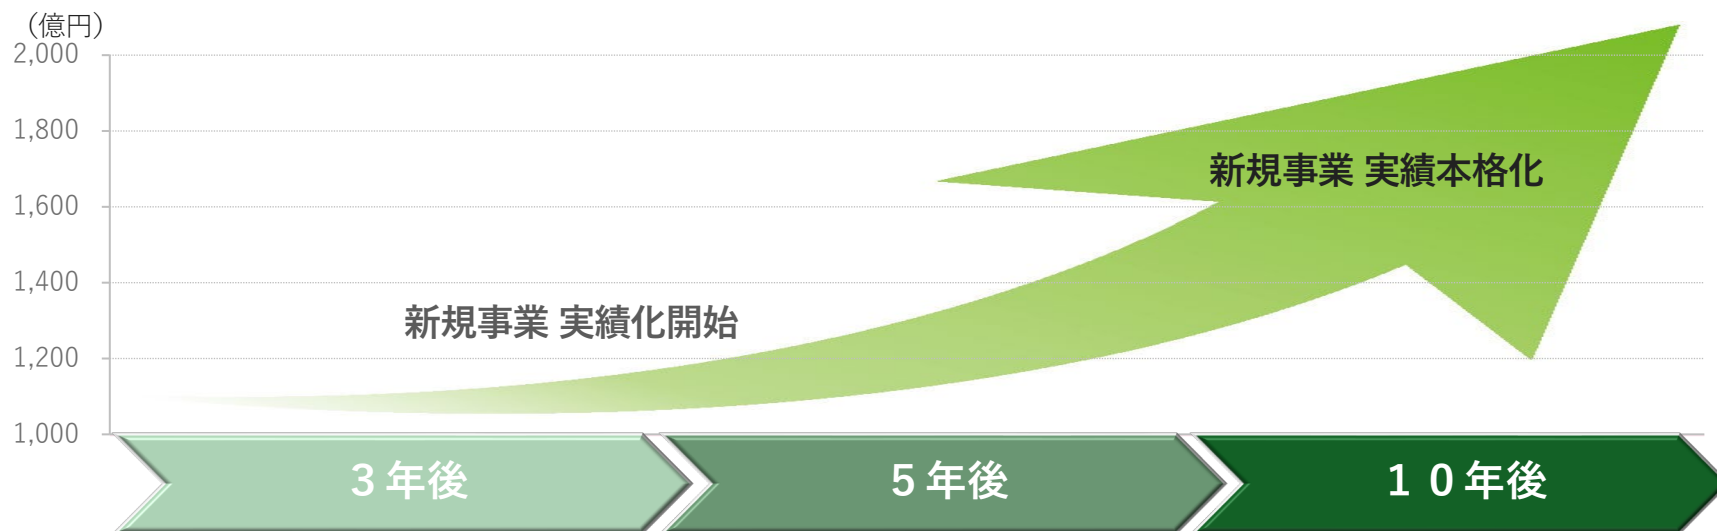 （億円）
2,000
1,800
1,600
1,400
1,200
1,000
新規事業 実績本格化
新規事業 実績化開始
３年後
５年後
１０年後